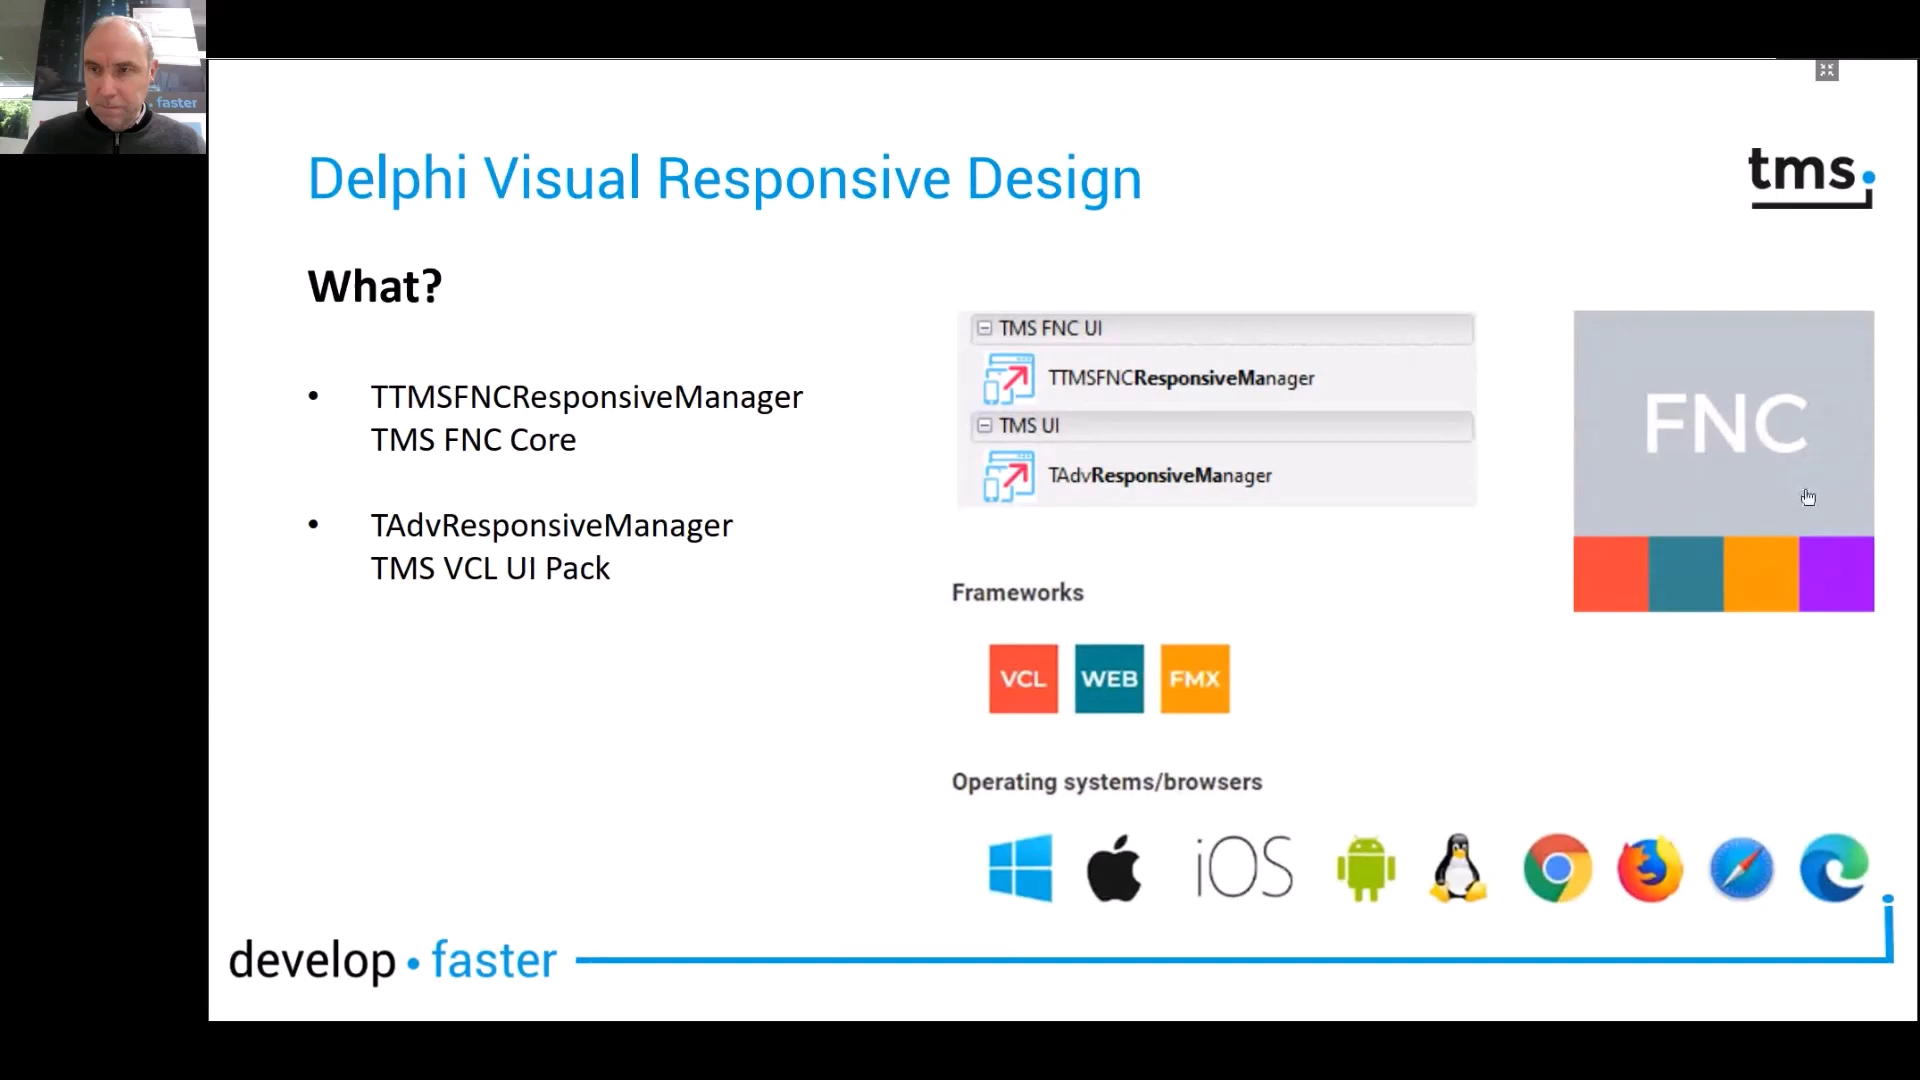 faster
Delphi Visual Responsive Design
tms.
What?
• TTMSFNCResponsiveManager
TMS FNC Core
• TAdvResponsiveManager
TMS VCL UI Pack
TMS FNC UI
TTMSFNCResponsiveManager
TMS UI
TAdvResponsiveManager
FNC
Frameworks
VCL WEB FMX
Operating systems/browsers
iOS
develop • faster